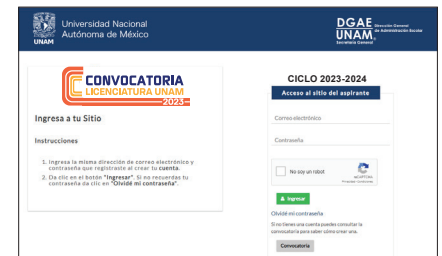 UNAM
Universidad Nacional
Autónoma de México
DGAE
UNAM
Dirección General
de Administración Escolar
Secretaría General
CONVOCATORIA
LICENCIATURA UNAM
2023
Ingresa a tu Sitio
Instrucciones
1. Ingresa la misma dirección de correo electrónico y
contraseña que registraste al crear tu cuenta.
2. Da clic en el botón "Ingresar". Si no recuerdas tu
contraseña da clic en "Olvidé mi contraseña".
CICLO 2023-2024
Acceso al sitio del aspirante
Correo electrónico
Contraseña
No soy un robot
reCAPTCHA
Ingresar
Olvidé mi contraseña
Si no tienes una cuenta puedes consultar la
convocatoria para saber cómo crear una.
Convocatoria